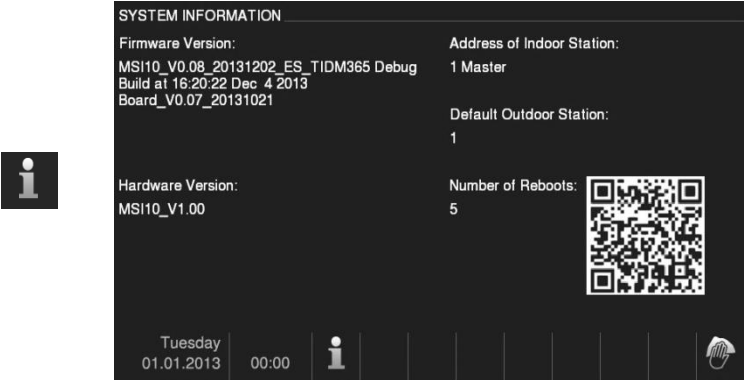 SYSTEM INFORMATION
Firmware Version:
MSI10_V0.08_20131202_ES_TIDM365 Debug
Build at 16:20:22 Dec 4 2013
Board_V0.07_20131021
Address of Indoor Station:
1 Master
Default Outdoor Station:
1
Hardware Version:
MSI10_V1.00
Number of Reboots:
5
Tuesday
01.01.2013
00:00